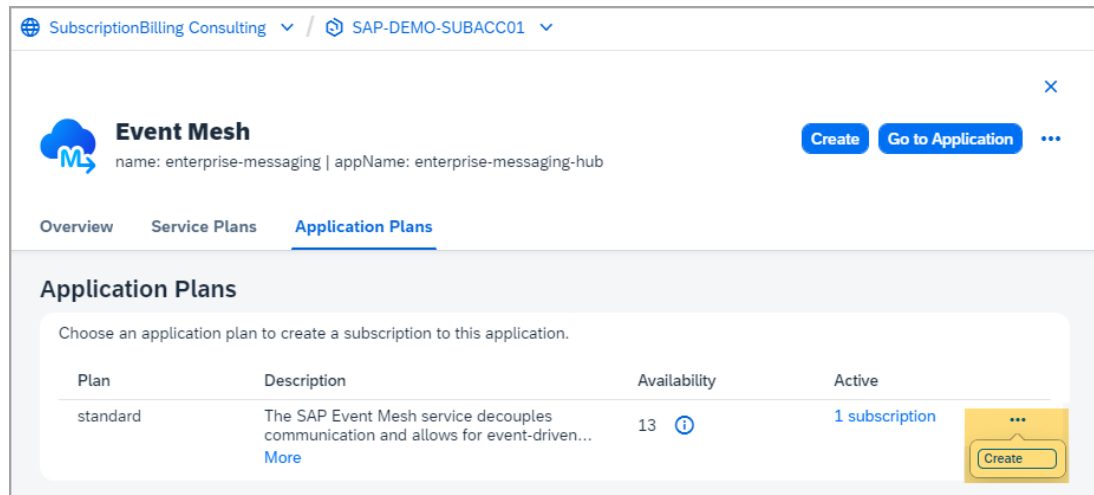 SubscriptionBilling Consulting / SAP-DEMO-SUBACC01
Event Mesh
name: enterprise-messaging | appName: enterprise-messaging-hub
Create Go to Application
Overview Service Plans Application Plans
Application Plans
Choose an application plan to create a subscription to this application.
Plan Description Availability Active
standard The SAP Event Mesh service decouples 13 1 subscription
communication and allows for event-driven...
More
Create